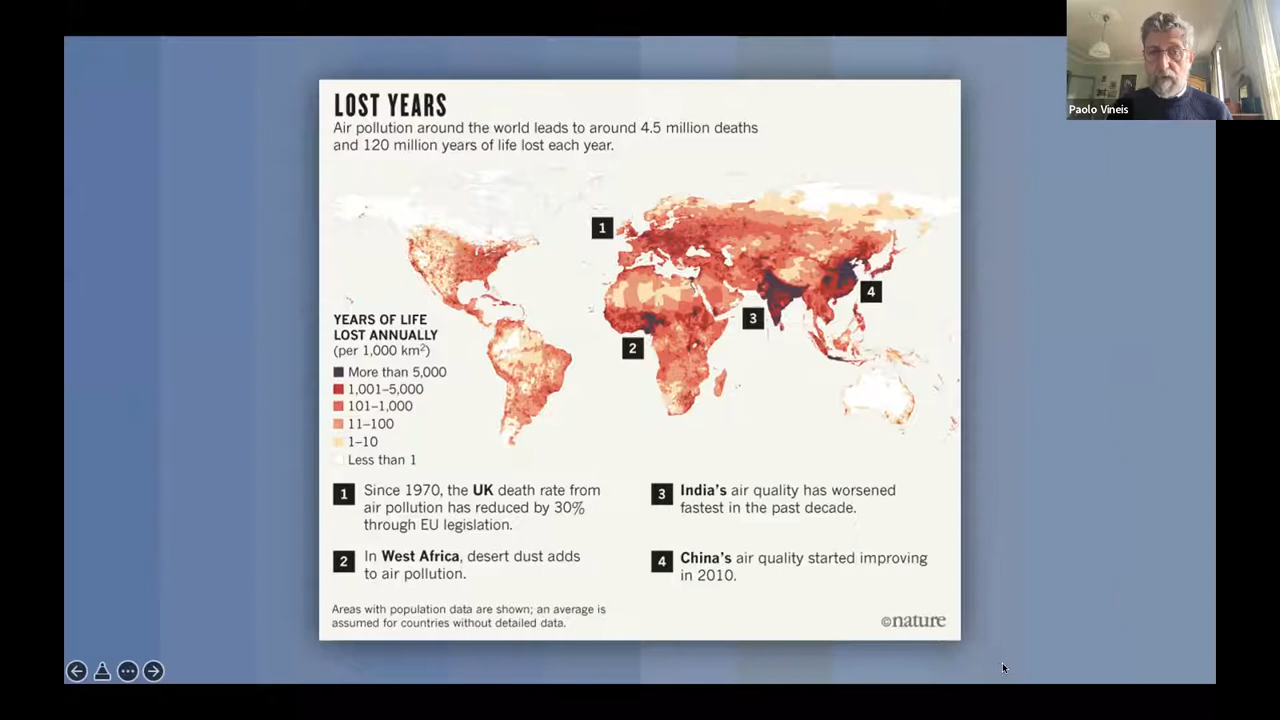 Paolo Vineis
LOST YEARS
Air pollution around the world leads to around 4.5 million deaths
and 120 million years of life lost each year.
1
2
3
4
YEARS OF LIFE
LOST ANNUALLY
(per 1,000 km²)
More than 5,000
1,001–5,000
101–1,000
11–100
1–10
Less than 1
1 Since 1970, the UK death rate from
air pollution has reduced by 30%
through EU legislation.
2 In West Africa, desert dust adds
to air pollution.
3 India's air quality has worsened
fastest in the past decade.
4 China's air quality started improving
in 2010.
Areas with population data are shown; an average is
assumed for countries without detailed data.
©nature